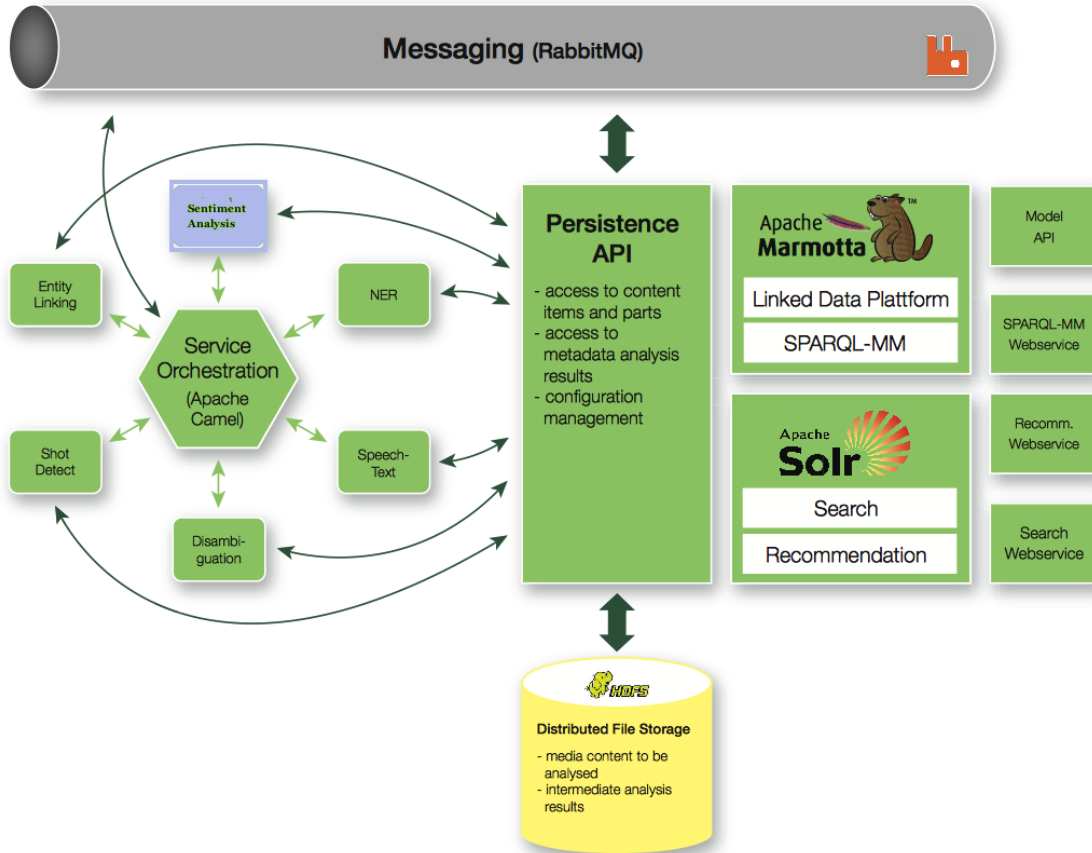 Messaging (RabbitMQ)
Sentiment
Analysis
Entity
Linking
NER
Service
Orchestration
(Apache
Camel)
Shot
Detect
Speech-
Text
Disambi-
guation
Persistence
API
- access to content
items and parts
- access to
metadata analysis
results
- configuration
management
Apache
Marmotta
TM
Linked Data Plattform
SPARQL-MM
Apache
Solr
Search
Recommendation
Model
API
SPARQL-MM
Webservice
Recomm.
Webservice
Search
Webservice
HDFS
Distributed File Storage
- media content to be
analysed
- intermediate analysis
results